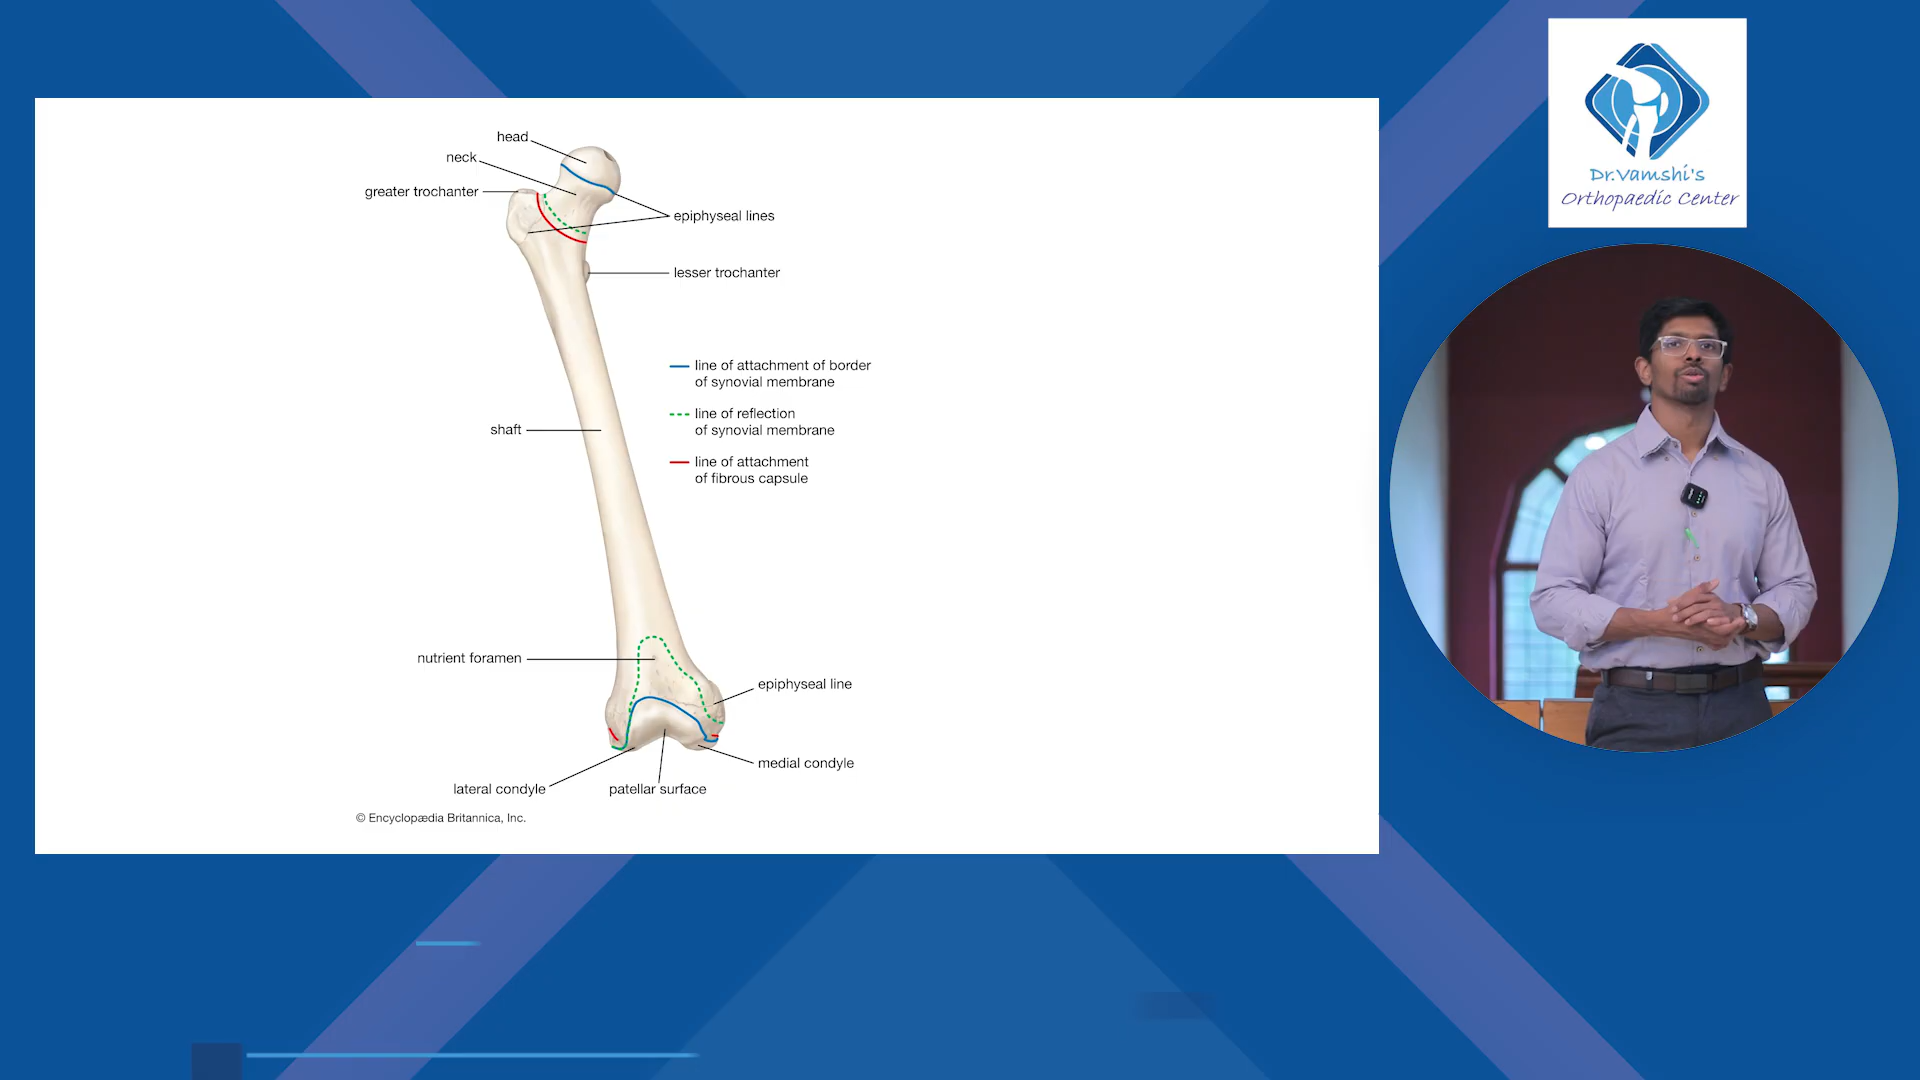 head
neck
greater trochanter
epiphyseal lines
lesser trochanter
line of attachment of border
of synovial membrane
line of reflection
of synovial membrane
shaft
line of attachment
of fibrous capsule
nutrient foramen
epiphyseal line
medial condyle
lateral condyle
patellar surface
© Encyclopædia Britannica, Inc.
Dr.Vamshi's
Orthopaedic Center